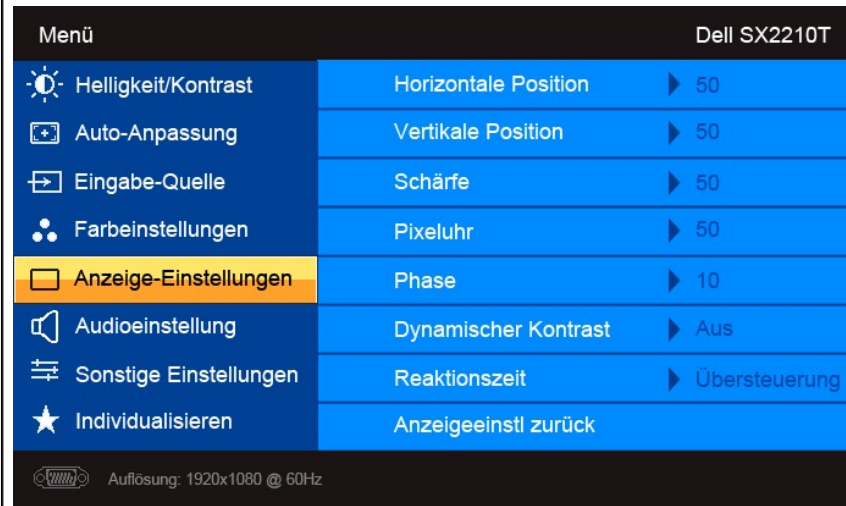 Menü Dell SX2210T
Helligkeit/Kontrast
Auto-Anpassung
Eingabe-Quelle
Farbeinstellungen
Anzeige-Einstellungen
Audioeinstellung
Sonstige Einstellungen
Individualisieren
Horizontale Position 50
Vertikale Position 50
Schärfe 50
Pixeluhr 50
Phase 10
Dynamischer Kontrast Aus
Reaktionszeit Übersteuerung
Anzeigeeinstl zurück
Auflösung: 1920x1080 @ 60Hz